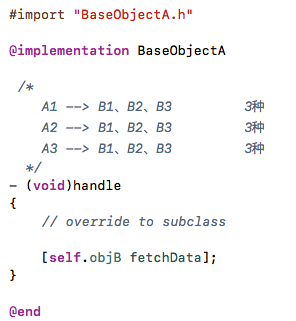 #import "BaseObjectA.h"
@implementation BaseObjectA
/*
A1 --> B1、B2、B3 3种
A2 --> B1、B2、B3 3种
A3 --> B1、B2、B3 3种
*/
- (void)handle
{
// override to subclass
[self.objB fetchData];
}
@end